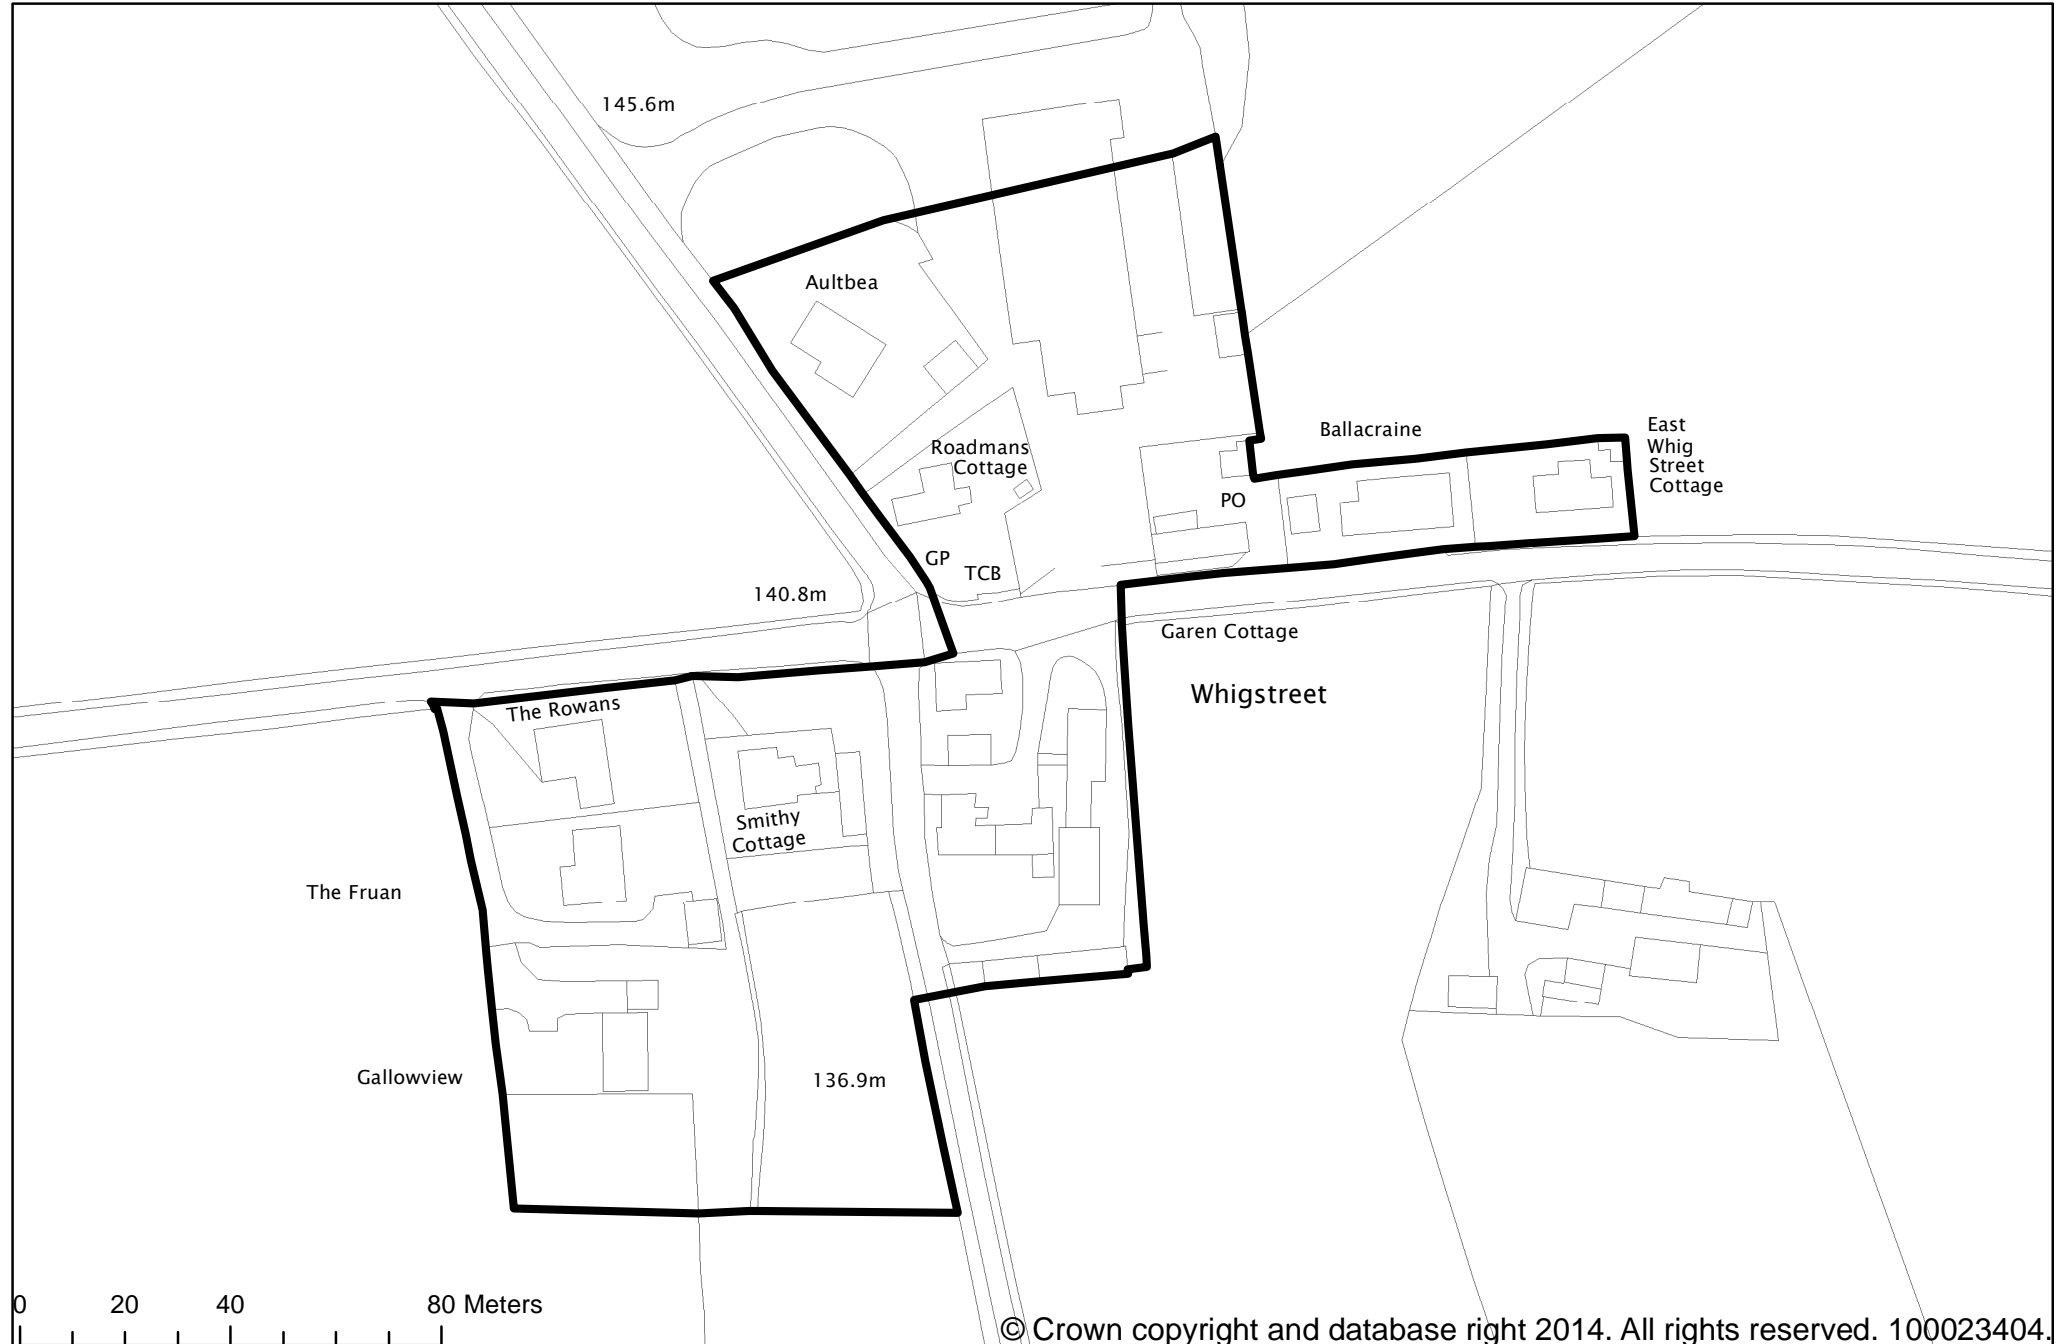 145.6m
Aultbea
Ballacraine
East
Whig
Street
Cottage
Roadmans
Cottage
PO
GP
TCB
140.8m
Garen Cottage
Whigstreet
The Rowans
Smithy
Cottage
The Fruan
Gallowview
136.9m
0 20 40 80 Meters
© Crown copyright and database right 2014. All rights reserved. 100023404.